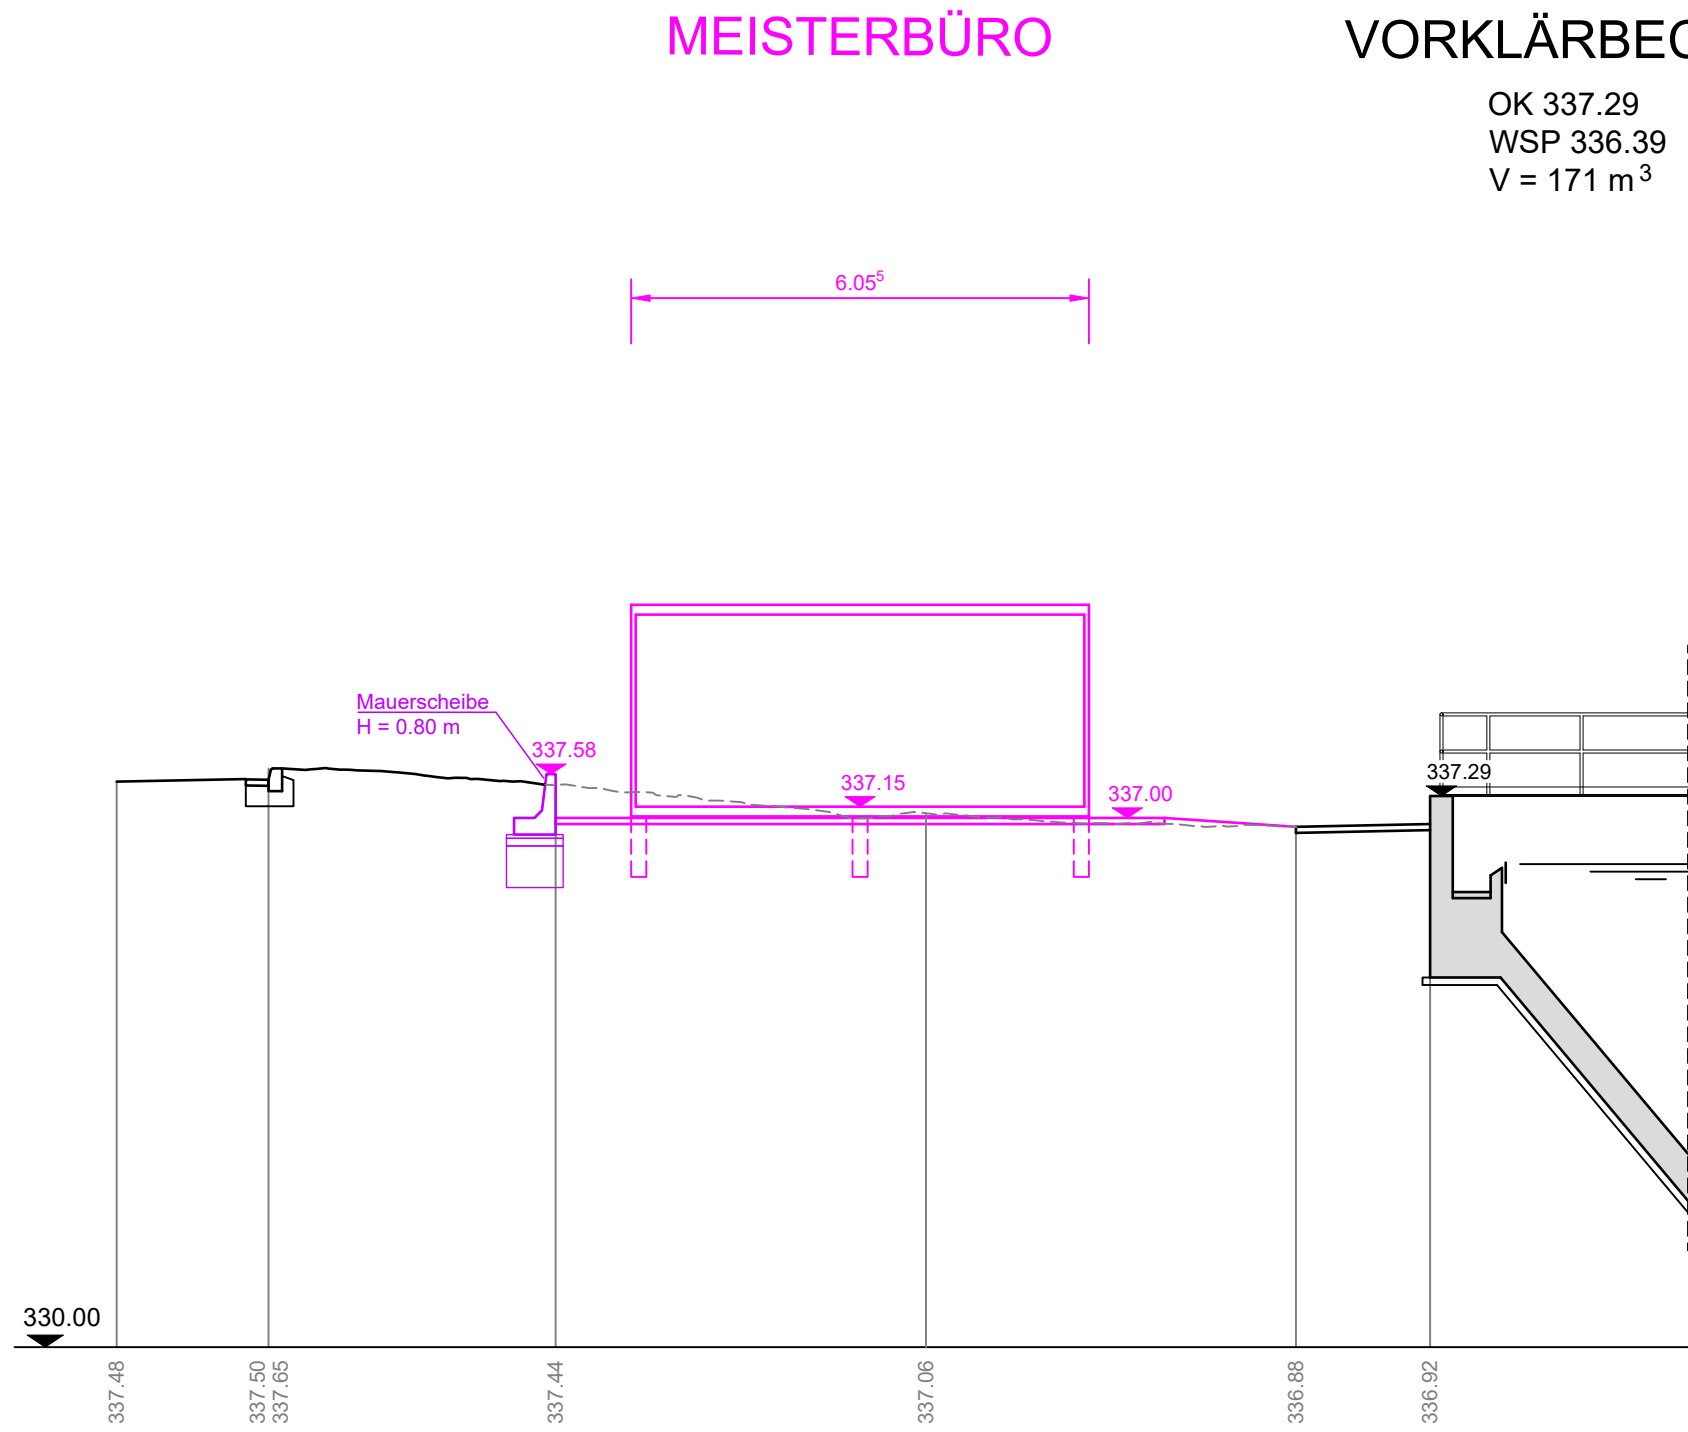 MEISTERBÜRO
VORKLÄRBEC
OK 337.29
WSP 336.39
V = 171 m³
6.05⁵
Mauerscheibe
H = 0.80 m
337.58
337.15
337.00
337.29
330.00
337.48
337.50
337.65
337.44
337.06
336.88
336.92